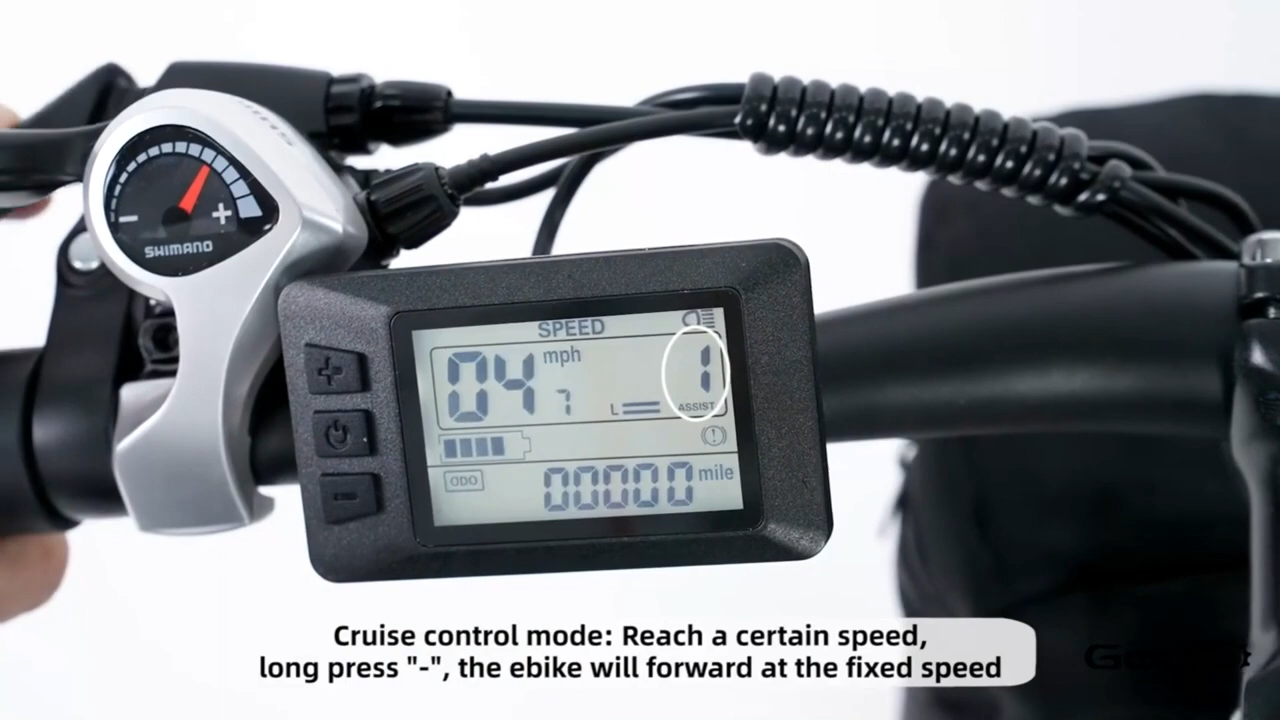 SHIMANO
SPEED
04 mph 7
1
L
ASSIST
ODO
00000 mile
Cruise control mode: Reach a certain speed,
long press "-", the ebike will forward at the fixed speed